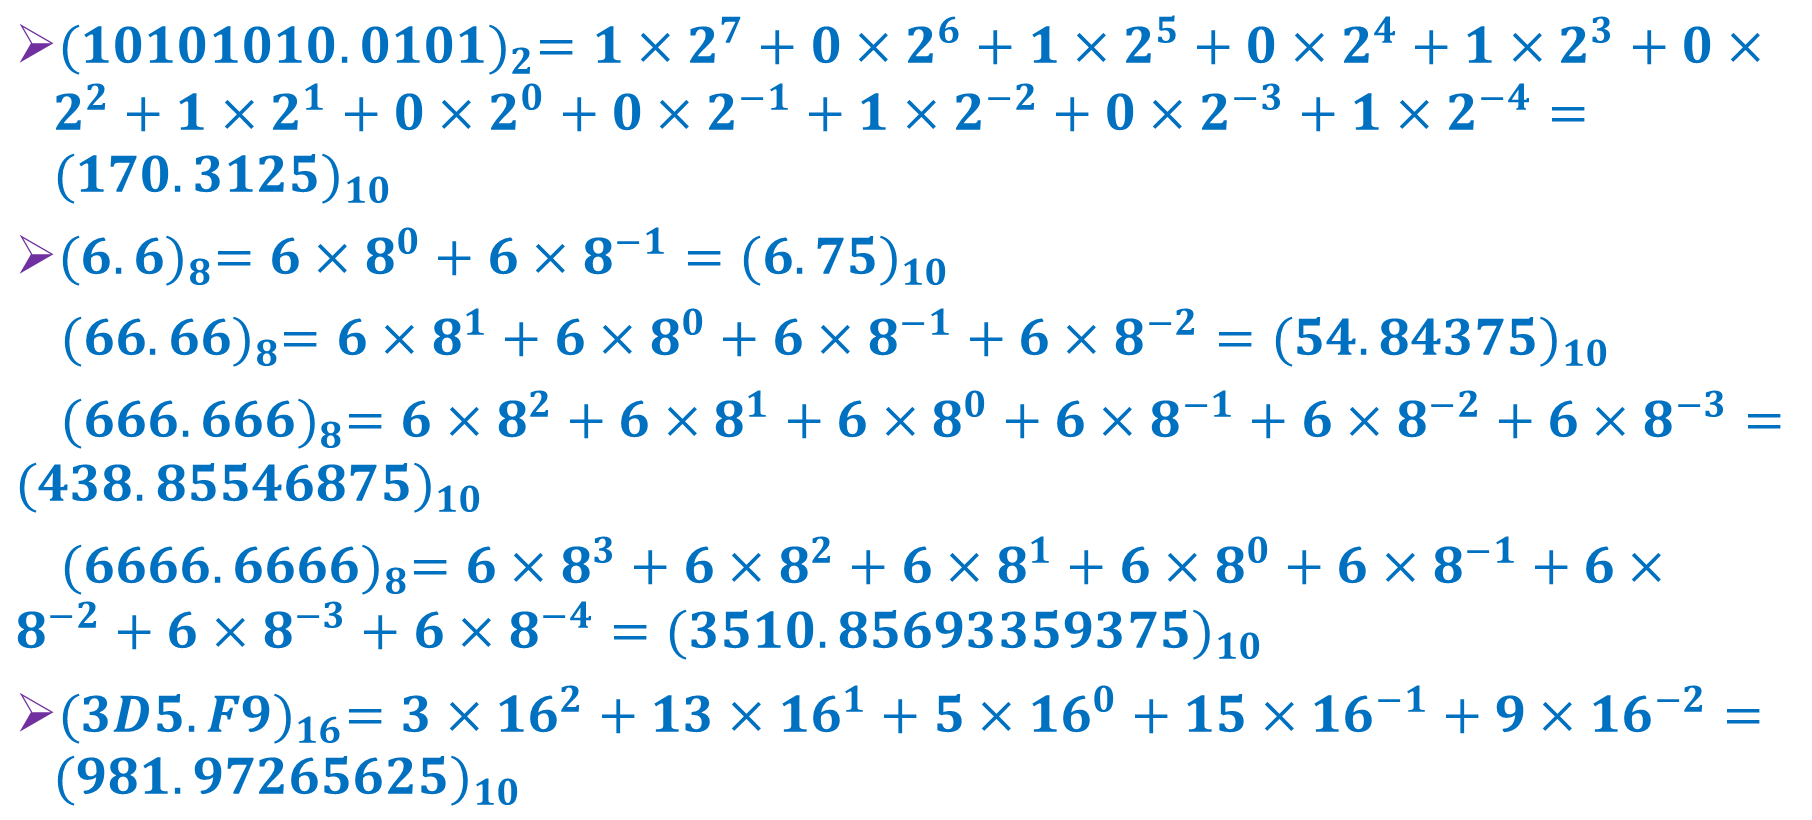 ➢(10101010.0101)₂= 1 × 2⁷ + 0 × 2⁶ + 1 × 2⁵ + 0 × 2⁴ + 1 × 2³ + 0 ×
2² + 1 × 2¹ + 0 × 2⁰ + 0 × 2⁻¹ + 1 × 2⁻² + 0 × 2⁻³ + 1 × 2⁻⁴ =
(170.3125)₁₀
➢(6.6)₈= 6 × 8⁰ + 6 × 8⁻¹ = (6.75)₁₀
(66.66)₈= 6 × 8¹ + 6 × 8⁰ + 6 × 8⁻¹ + 6 × 8⁻² = (54.84375)₁₀
(666.666)₈= 6 × 8² + 6 × 8¹ + 6 × 8⁰ + 6 × 8⁻¹ + 6 × 8⁻² + 6 × 8⁻³ =
(438.85546875)₁₀
(6666.6666)₈= 6 × 8³ + 6 × 8² + 6 × 8¹ + 6 × 8⁰ + 6 × 8⁻¹ + 6 ×
8⁻² + 6 × 8⁻³ + 6 × 8⁻⁴ = (3510.85693359375)₁₀
➢(3D5.F9)₁₆= 3 × 16² + 13 × 16¹ + 5 × 16⁰ + 15 × 16⁻¹ + 9 × 16⁻² =
(981.97265625)₁₀